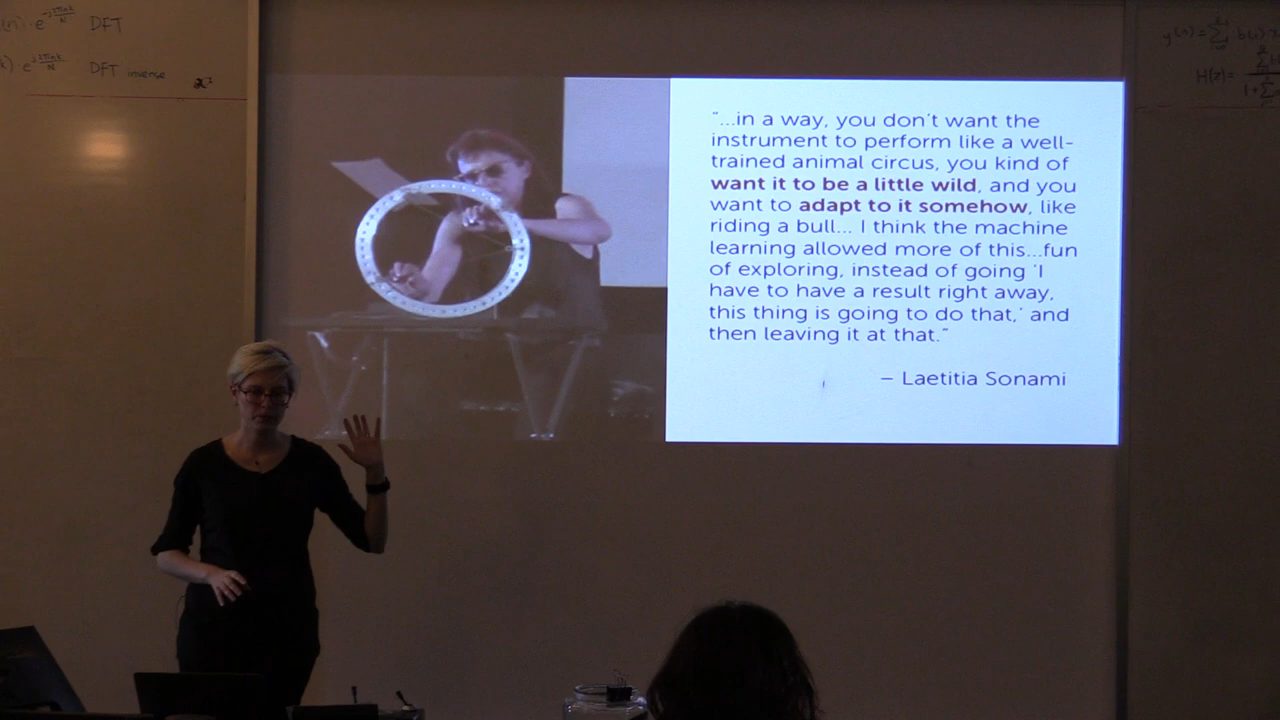 DFT
DFT inverse
“...in a way, you don't want the
instrument to perform like a well-
trained animal circus, you kind of
want it to be a little wild, and you
want to adapt to it somehow, like
riding a bull... I think the machine
learning allowed more of this...fun
of exploring, instead of going ‘I
have to have a result right away,
this thing is going to do that,’ and
then leaving it at that.”
– Laetitia Sonami
H(z)=